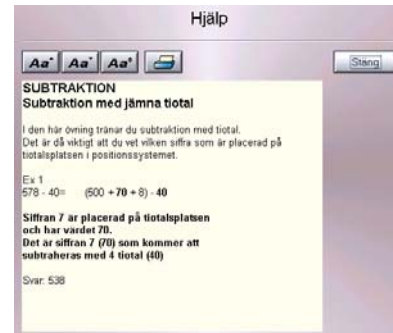 Hjälp
Aa- Aa+ Aa°
Stäng
SUBTRAKTION
Subtraktion med jämna tiotal
I den här övning tränar du subtraktion med tiotal.
Det är då viktigt att du vet vilken siffra som är placerad på
tiotalsplatsen i positionssystemet.
Ex 1
578 - 40= (500 + 70 + 8) - 40
Siffran 7 är placerad på tiotalsplatsen
och har värdet 70.
Det är siffran 7 (70) som kommer att
subtraheras med 4 tiotal (40)
Svar: 538